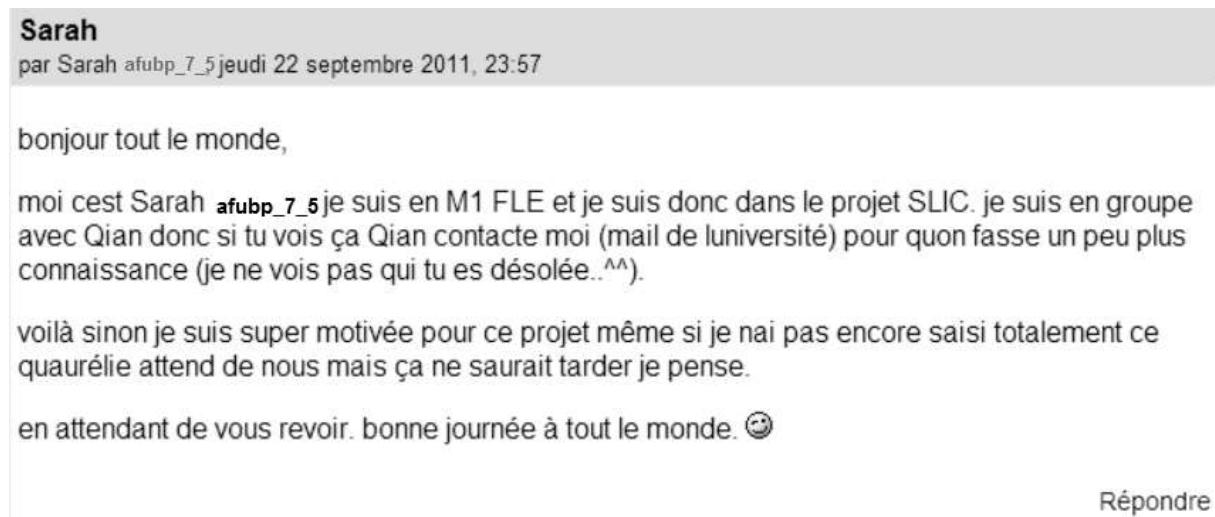 Sarah
par Sarah afubp_7_5 jeudi 22 septembre 2011, 23:57
bonjour tout le monde,
moi cest Sarah afubp_7_5 je suis en M1 FLE et je suis donc dans le projet SLIC. je suis en groupe
avec Qian donc si tu vois ça Qian contacte moi (mail de luniversité) pour quon fasse un peu plus
connaissance (je ne vois pas qui tu es désolée..^^).
voilà sinon je suis super motivée pour ce projet même si je nai pas encore saisi totalement ce
quaurélie attend de nous mais ça ne saurait tarder je pense.
en attendant de vous revoir. bonne journée à tout le monde.
Répondre